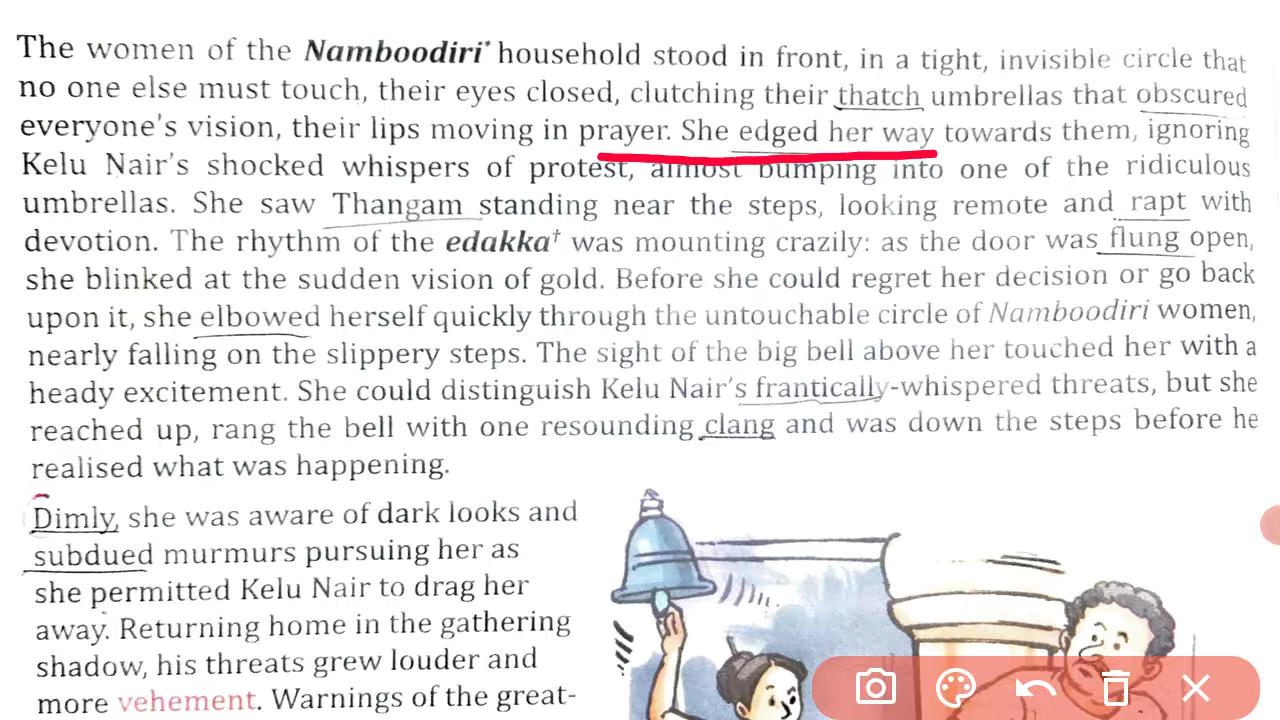 The women of the Namboodiri* household stood in front, in a tight, invisible circle that
no one else must touch, their eyes closed, clutching their thatch umbrellas that obscured
everyone's vision, their lips moving in prayer. She edged her way towards them, ignoring
Kelu Nair's shocked whispers of protest, almost bumping into one of the ridiculous
umbrellas. She saw Thangam standing near the steps, looking remote and rapt with
devotion. The rhythm of the edakka† was mounting crazily: as the door was flung open,
she blinked at the sudden vision of gold. Before she could regret her decision or go back
upon it, she elbowed herself quickly through the untouchable circle of Namboodiri women,
nearly falling on the slippery steps. The sight of the big bell above her touched her with a
heady excitement. She could distinguish Kelu Nair's frantically-whispered threats, but she
reached up, rang the bell with one resounding clang and was down the steps before he
realised what was happening.
Dimly, she was aware of dark looks and
subdued murmurs pursuing her as
she permitted Kelu Nair to drag her
away. Returning home in the gathering
shadow, his threats grew louder and
more vehement. Warnings of the great-